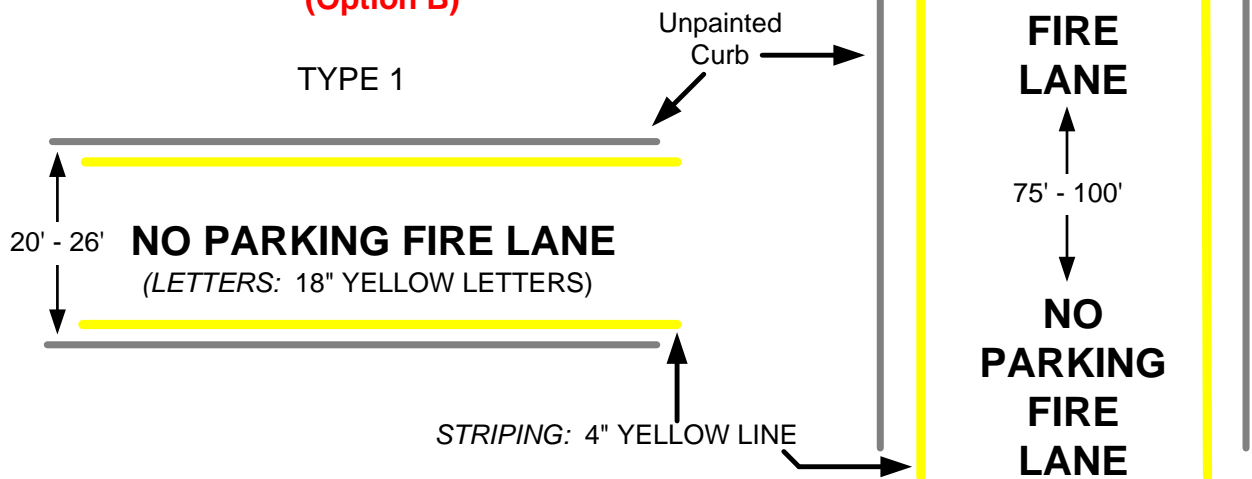 (Option B)
TYPE 1
Unpainted
Curb
20' - 26'
NO PARKING FIRE LANE
(LETTERS: 18" YELLOW LETTERS)
STRIPING: 4" YELLOW LINE
FIRE
LANE
75' - 100'
NO
PARKING
FIRE
LANE